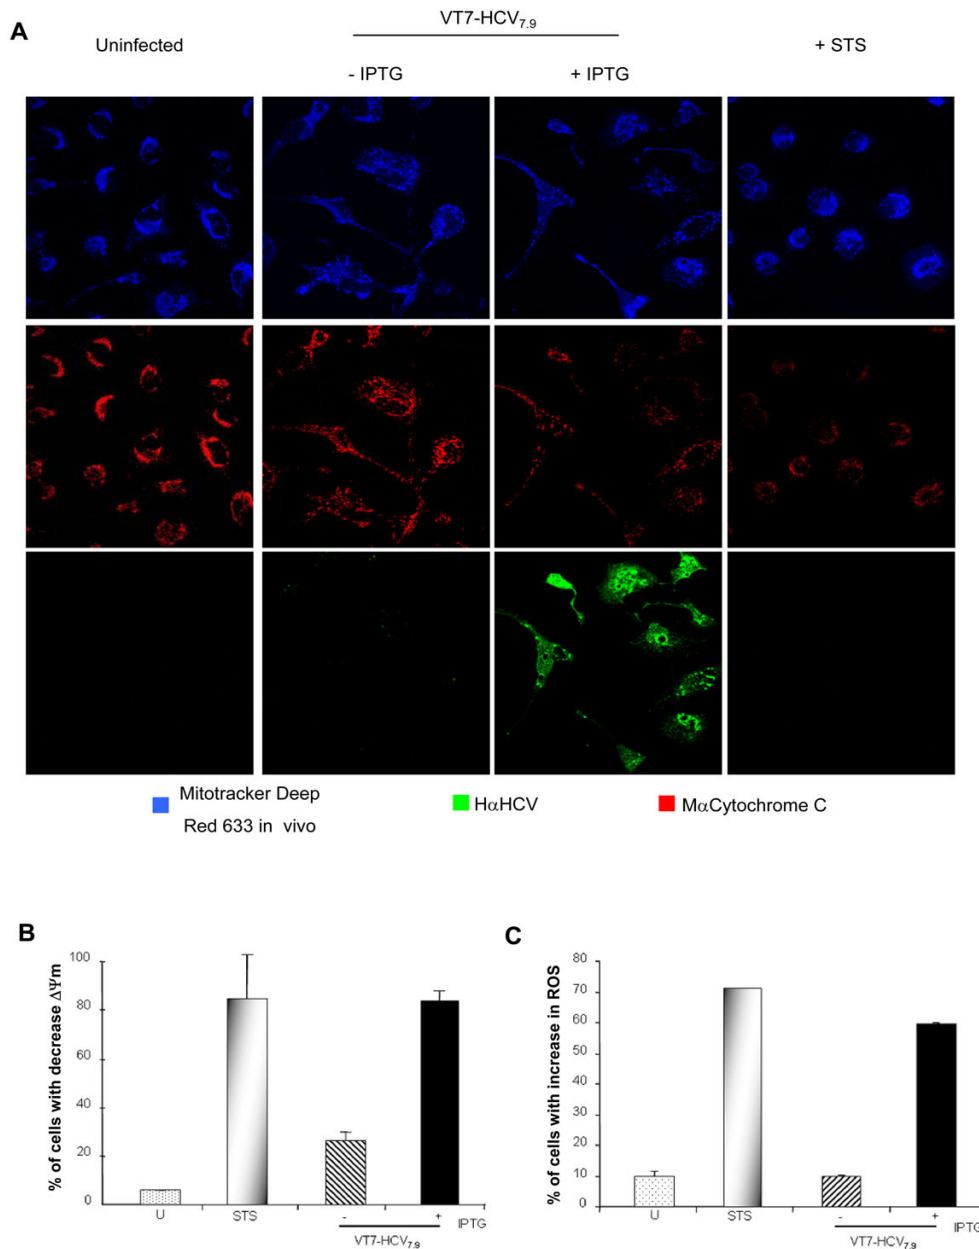 A
VT7-HCV7.9
Uninfected
+ STS
- IPTG
+ IPTG
Mitotracker Deep
Red 633 in vivo
HαHCV
MαCytochrome C
B
% of cells with decrease ΔΨm
100
80
60
40
20
0
U
STS
-
+
IPTG
VT7-HCV7.9
C
% of cells with increase in ROS
80
70
60
50
40
30
20
10
0
U
STS
-
+
IPTG
VT7-HCV7.9